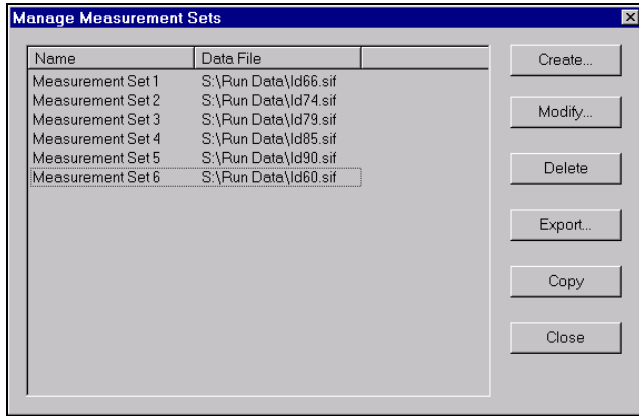 Manage Measurement Sets
Name Data File
Create...
Measurement Set 1 S:\Run Data\ld66.sif
Measurement Set 2 S:\Run Data\ld74.sif
Measurement Set 3 S:\Run Data\ld79.sif
Measurement Set 4 S:\Run Data\ld85.sif
Measurement Set 5 S:\Run Data\ld90.sif
Measurement Set 6 S:\Run Data\ld60.sif
Modify...
Delete
Export...
Copy
Close